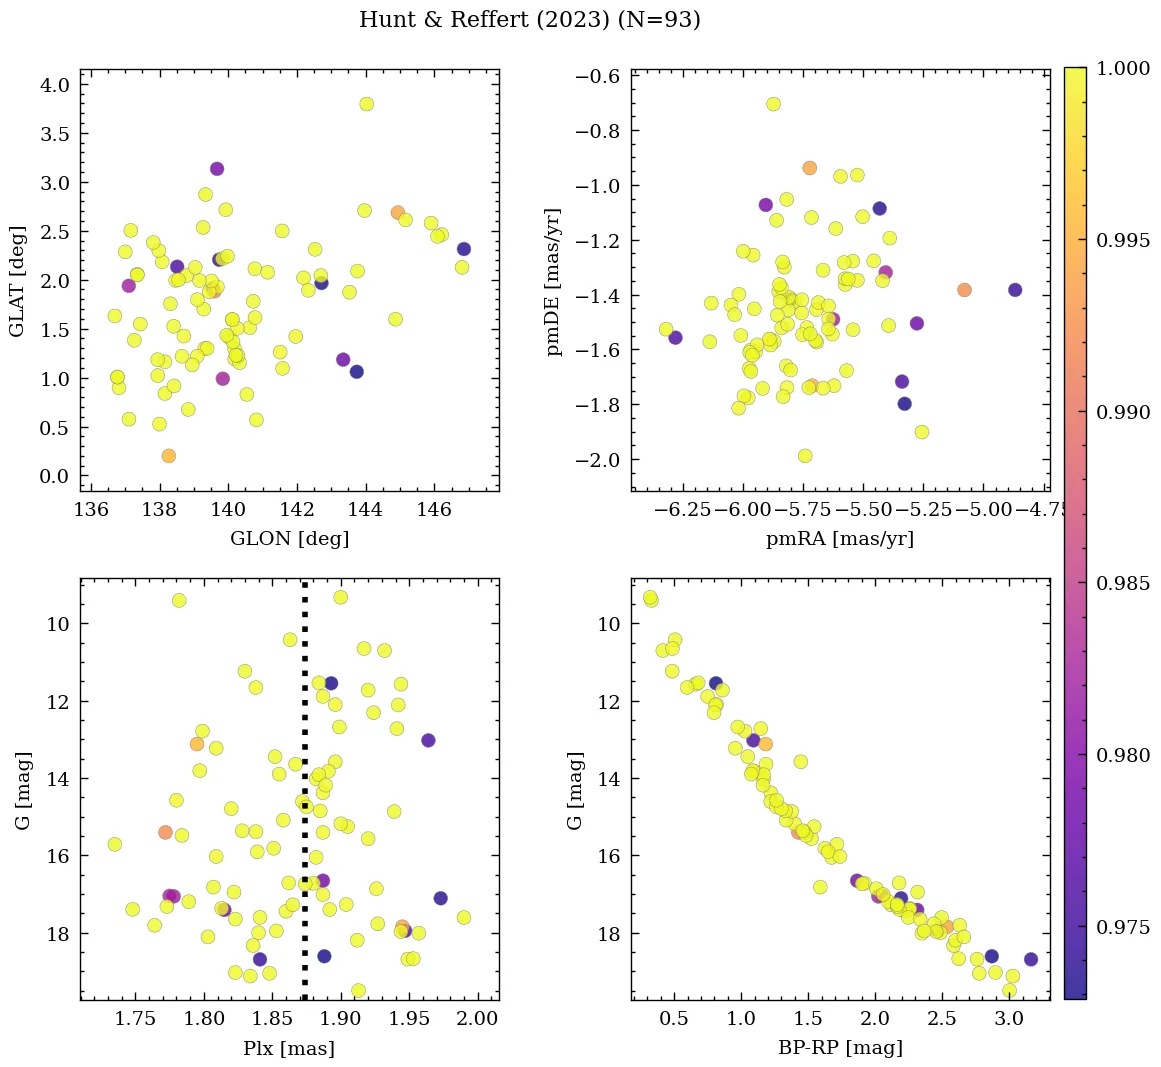 Hunt & Reffert (2023) (N=93)
4.0
3.5
3.0
2.5
2.0
1.5
1.0
0.5
0.0
GLAT [deg]
136 138 140 142 144 146
GLON [deg]
−0.6
−0.8
−1.0
−1.2
−1.4
−1.6
−1.8
−2.0
pmDE [mas/yr]
−6.25 −6.00 −5.75 −5.50 −5.25 −5.00 −4.75
pmRA [mas/yr]
10
12
14
16
18
G [mag]
1.75 1.80 1.85 1.90 1.95 2.00
Plx [mas]
10
12
14
16
18
G [mag]
0.5 1.0 1.5 2.0 2.5 3.0
BP-RP [mag]
1.000
0.995
0.990
0.985
0.980
0.975